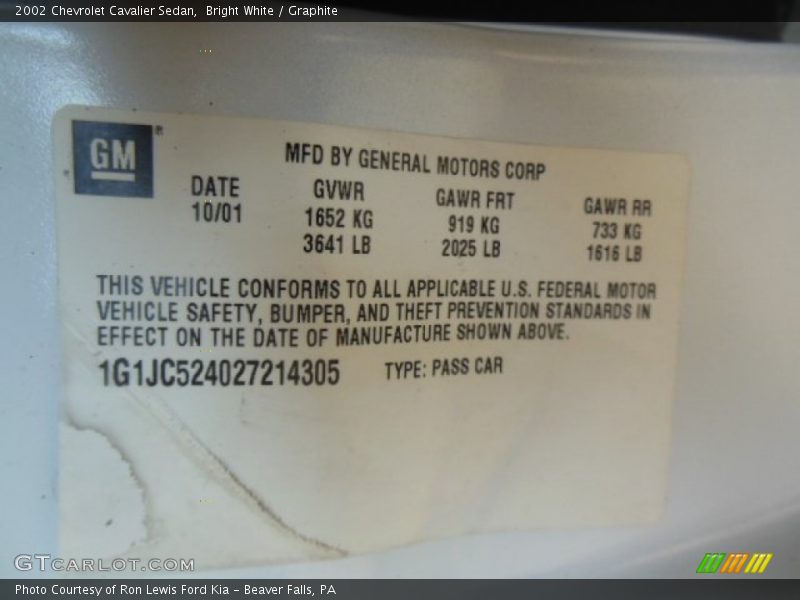 2002 Chevrolet Cavalier Sedan,  Bright White / Graphite
GM®
MFD BY GENERAL MOTORS CORP
DATE GVWR GAWR FRT GAWR RR
10/01 1652 KG 919 KG 733 KG
3641 LB 2025 LB 1616 LB
THIS VEHICLE CONFORMS TO ALL APPLICABLE U.S. FEDERAL MOTOR
VEHICLE SAFETY, BUMPER, AND THEFT PREVENTION STANDARDS IN
EFFECT ON THE DATE OF MANUFACTURE SHOWN ABOVE.
1G1JC524027214305 TYPE: PASS CAR
GTCARLOT.COM
Photo Courtesy of Ron Lewis Ford Kia – Beaver Falls, PA